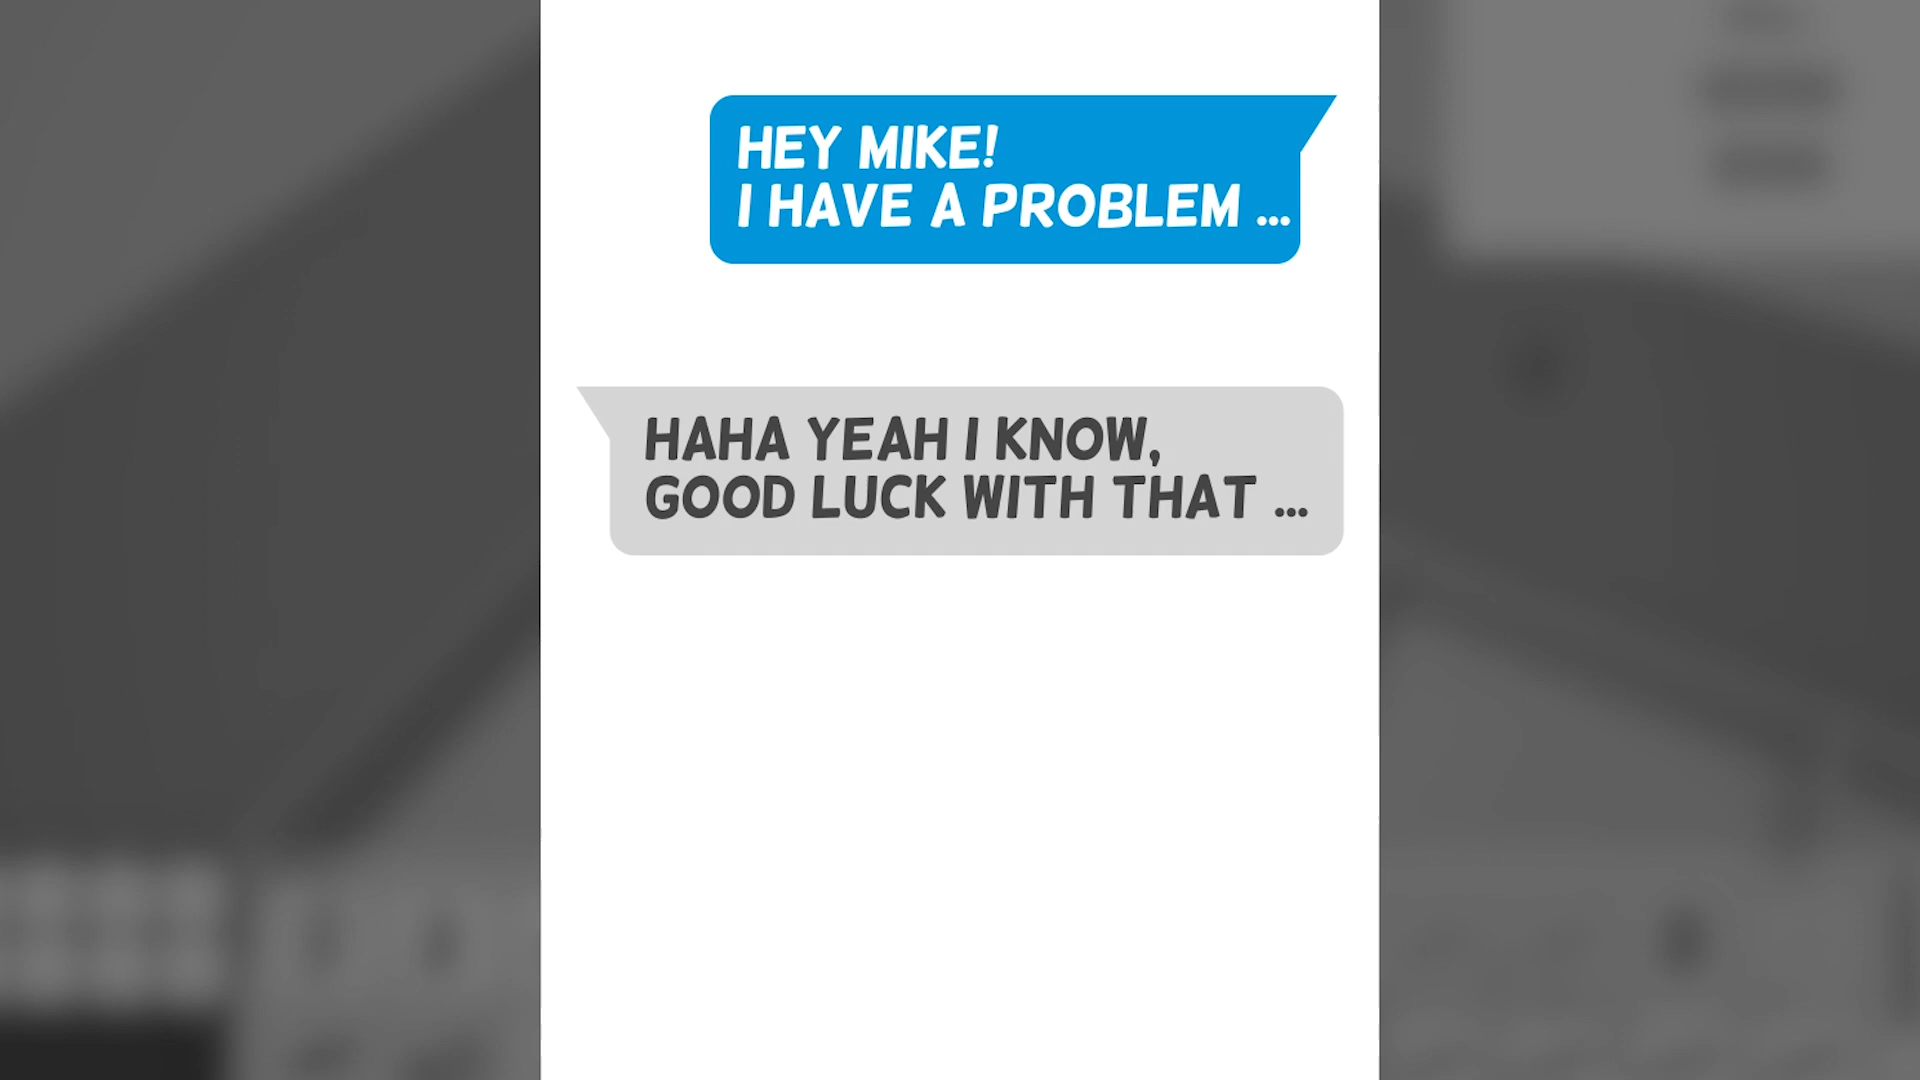 HEY MIKE!
I HAVE A PROBLEM ...
HAHA YEAH I KNOW,
GOOD LUCK WITH THAT ...